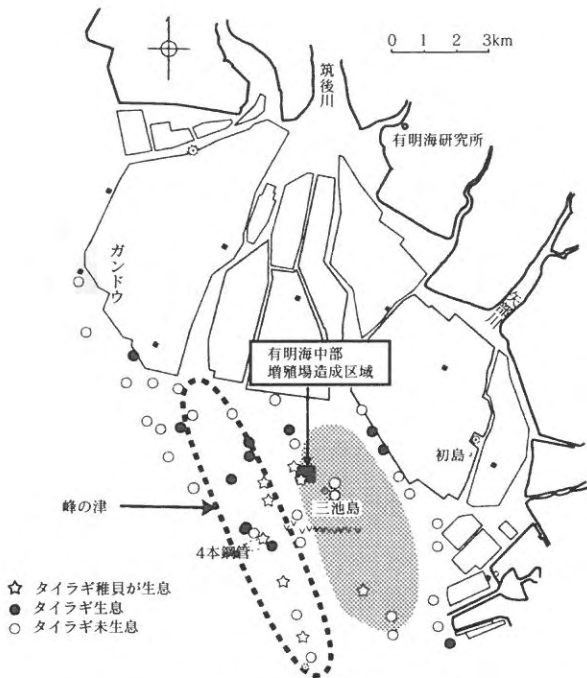 0 1 2 3km
筑後川
有明海研究所
ガンドウ
矢部川
有明海中部
増殖場造成区域
初島
峰の津
三池島
4本鋼管
☆ タイラギ稚貝が生息
● タイラギ生息
○ タイラギ未生息